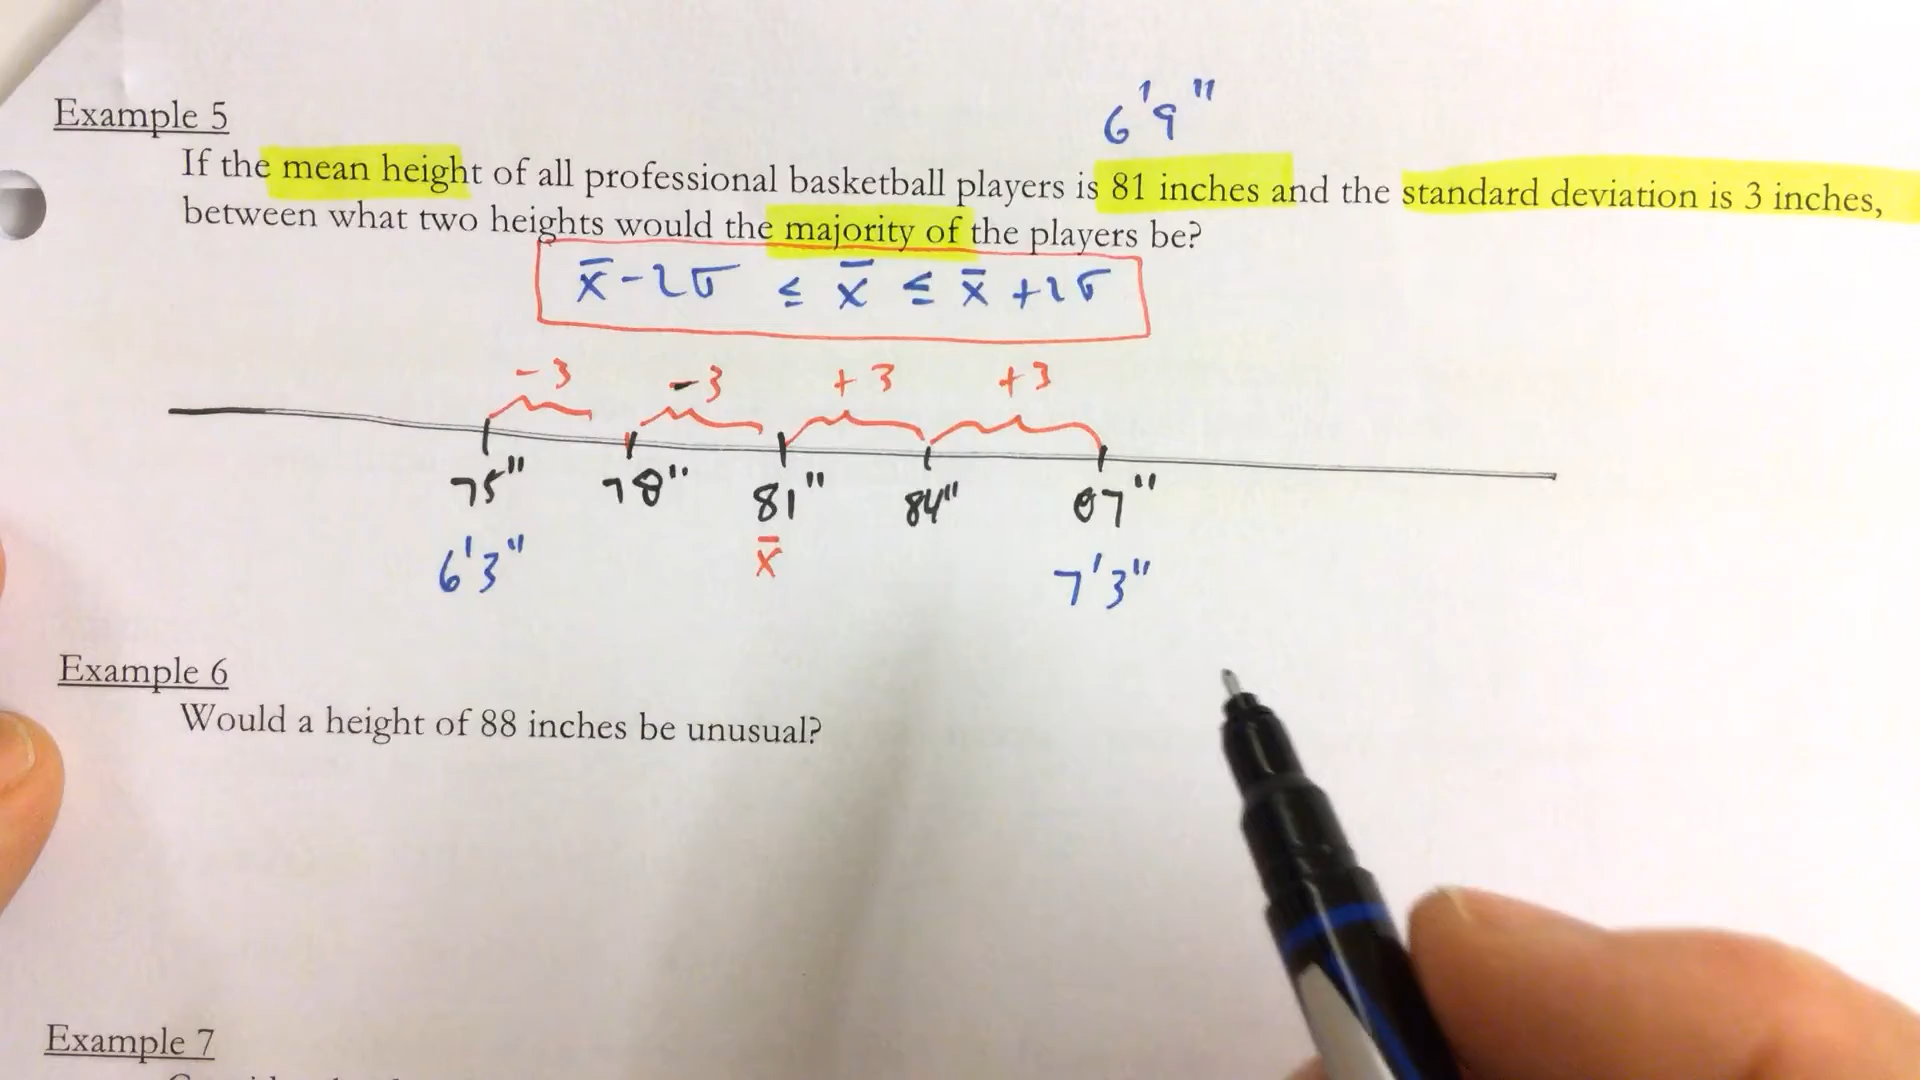 6'9"
Example 5
If the mean height of all professional basketball players is 81 inches and the standard deviation is 3 inches,
between what two heights would the majority of the players be?
x̄ - 2σ ≤ x̄ ≤ x̄ + 2σ
-3 -3 +3 +3
75" 78" 81" 84" 87"
6'3" x̄ 7'3"
Example 6
Would a height of 88 inches be unusual?
Example 7